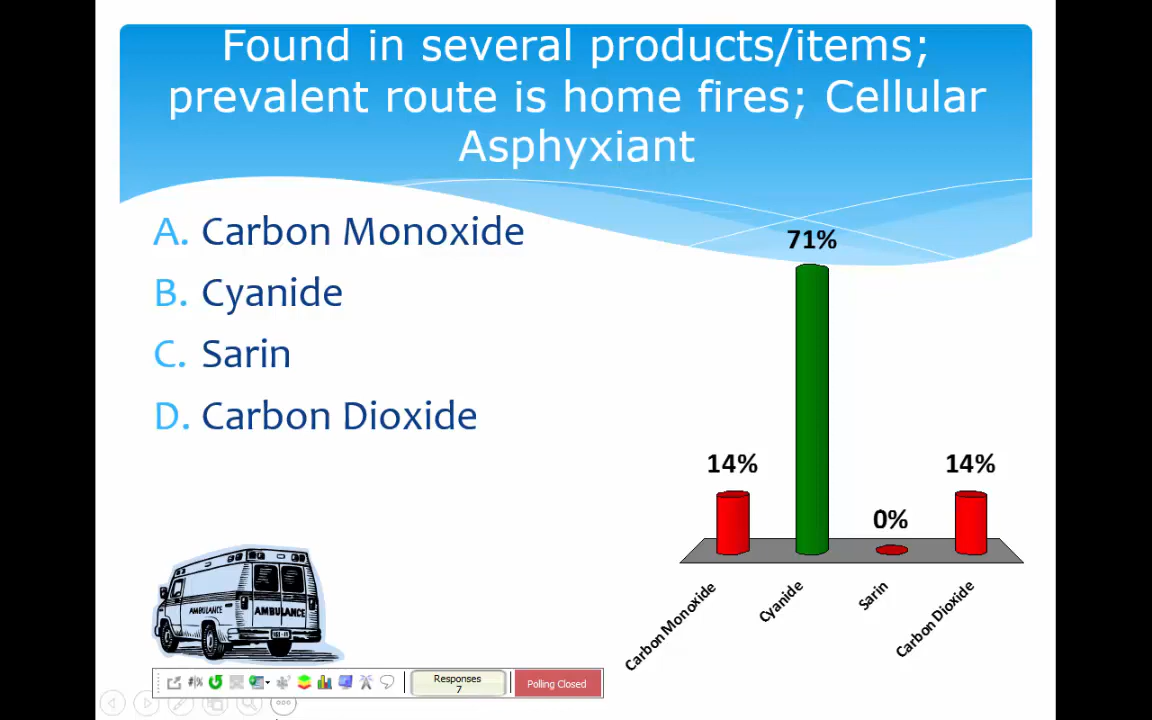 Found in several products/items;
prevalent route is home fires; Cellular
Asphyxiant
A. Carbon Monoxide
B. Cyanide
C. Sarin
D. Carbon Dioxide
71%
14%
14%
0%
Carbon Monoxide
Cyanide
Sarin
Carbon Dioxide
AMBULANCE
AMBULANCE
Responses
7
Polling Closed